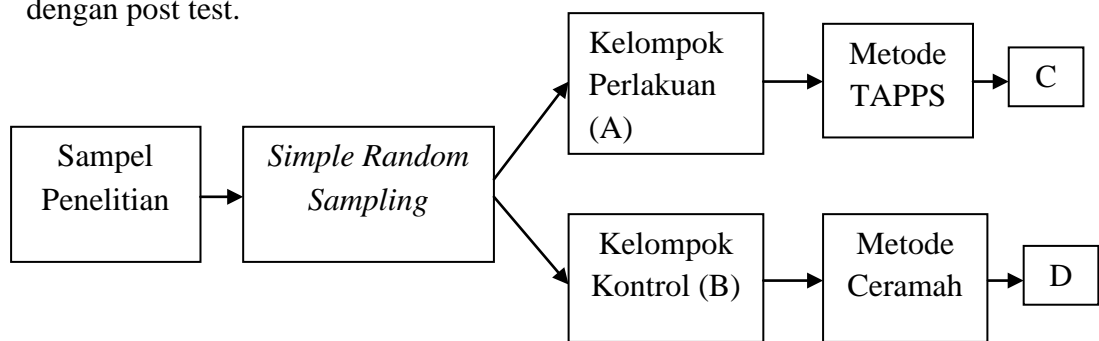 dengan post test.
Kelompok
Perlakuan
(A)
Metode
TAPPS
C
Sampel
Penelitian
Simple Random
Sampling
Kelompok
Kontrol (B)
Metode
Ceramah
D